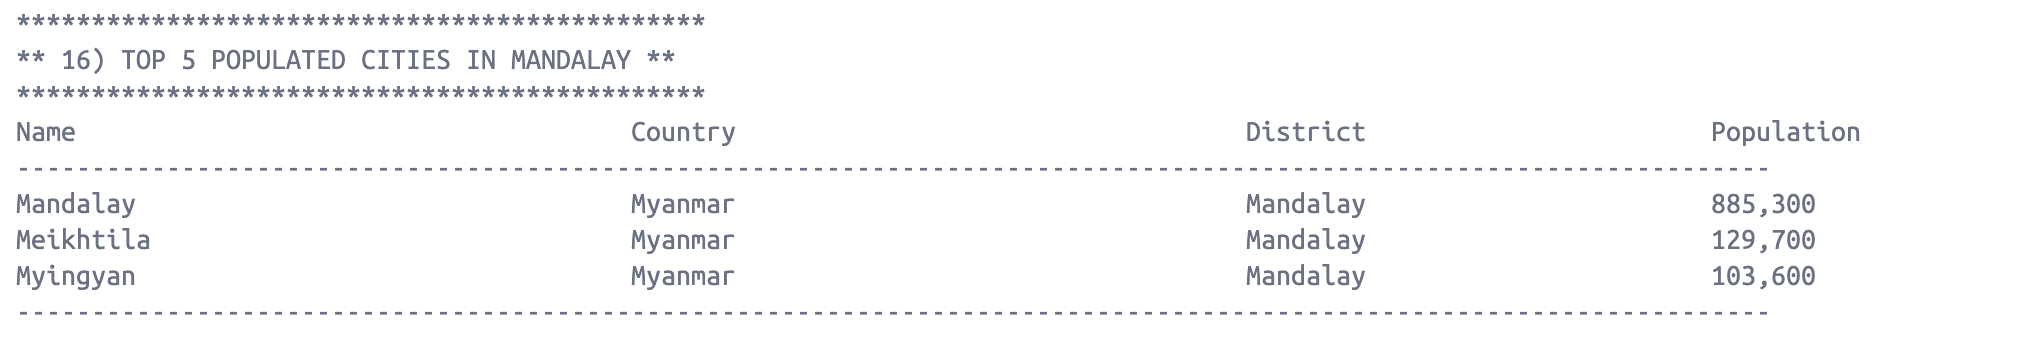 **********************************************
** 16) TOP 5 POPULATED CITIES IN MANDALAY **
**********************************************
Name Country District Population
---------------------------------------------------------------------------------------------------------------------
Mandalay Myanmar Mandalay 885,300
Meikhtila Myanmar Mandalay 129,700
Myingyan Myanmar Mandalay 103,600
---------------------------------------------------------------------------------------------------------------------